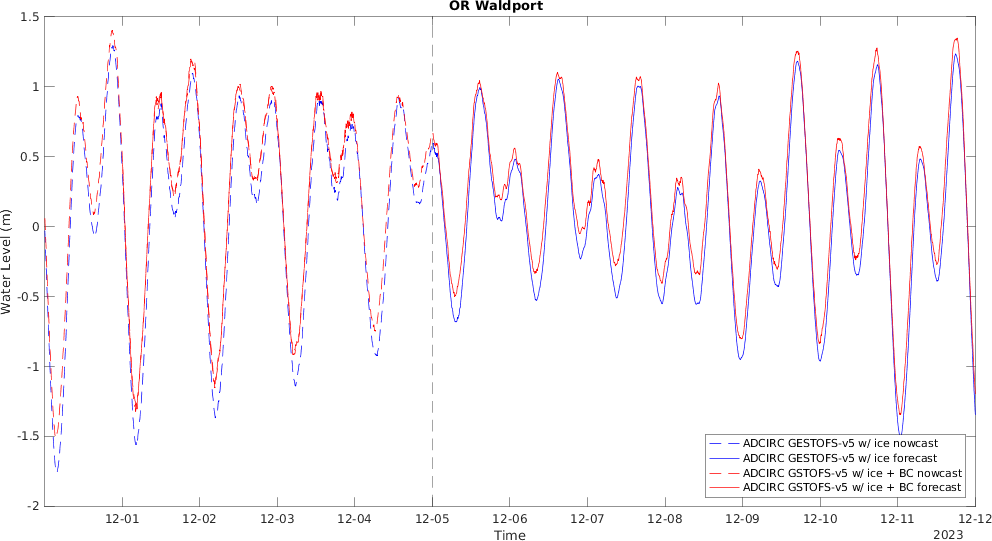 OR Waldport
1.5
1
0.5
0
-0.5
-1
-1.5
-2
Water Level (m)
12-01 12-02 12-03 12-04 12-05 12-06 12-07 12-08 12-09 12-10 12-11 12-12
Time
2023
ADCIRC GESTOFS-v5 w/ ice nowcast
ADCIRC GESTOFS-v5 w/ ice forecast
ADCIRC GSTOFS-v5 w/ ice + BC nowcast
ADCIRC GSTOFS-v5 w/ ice + BC forecast